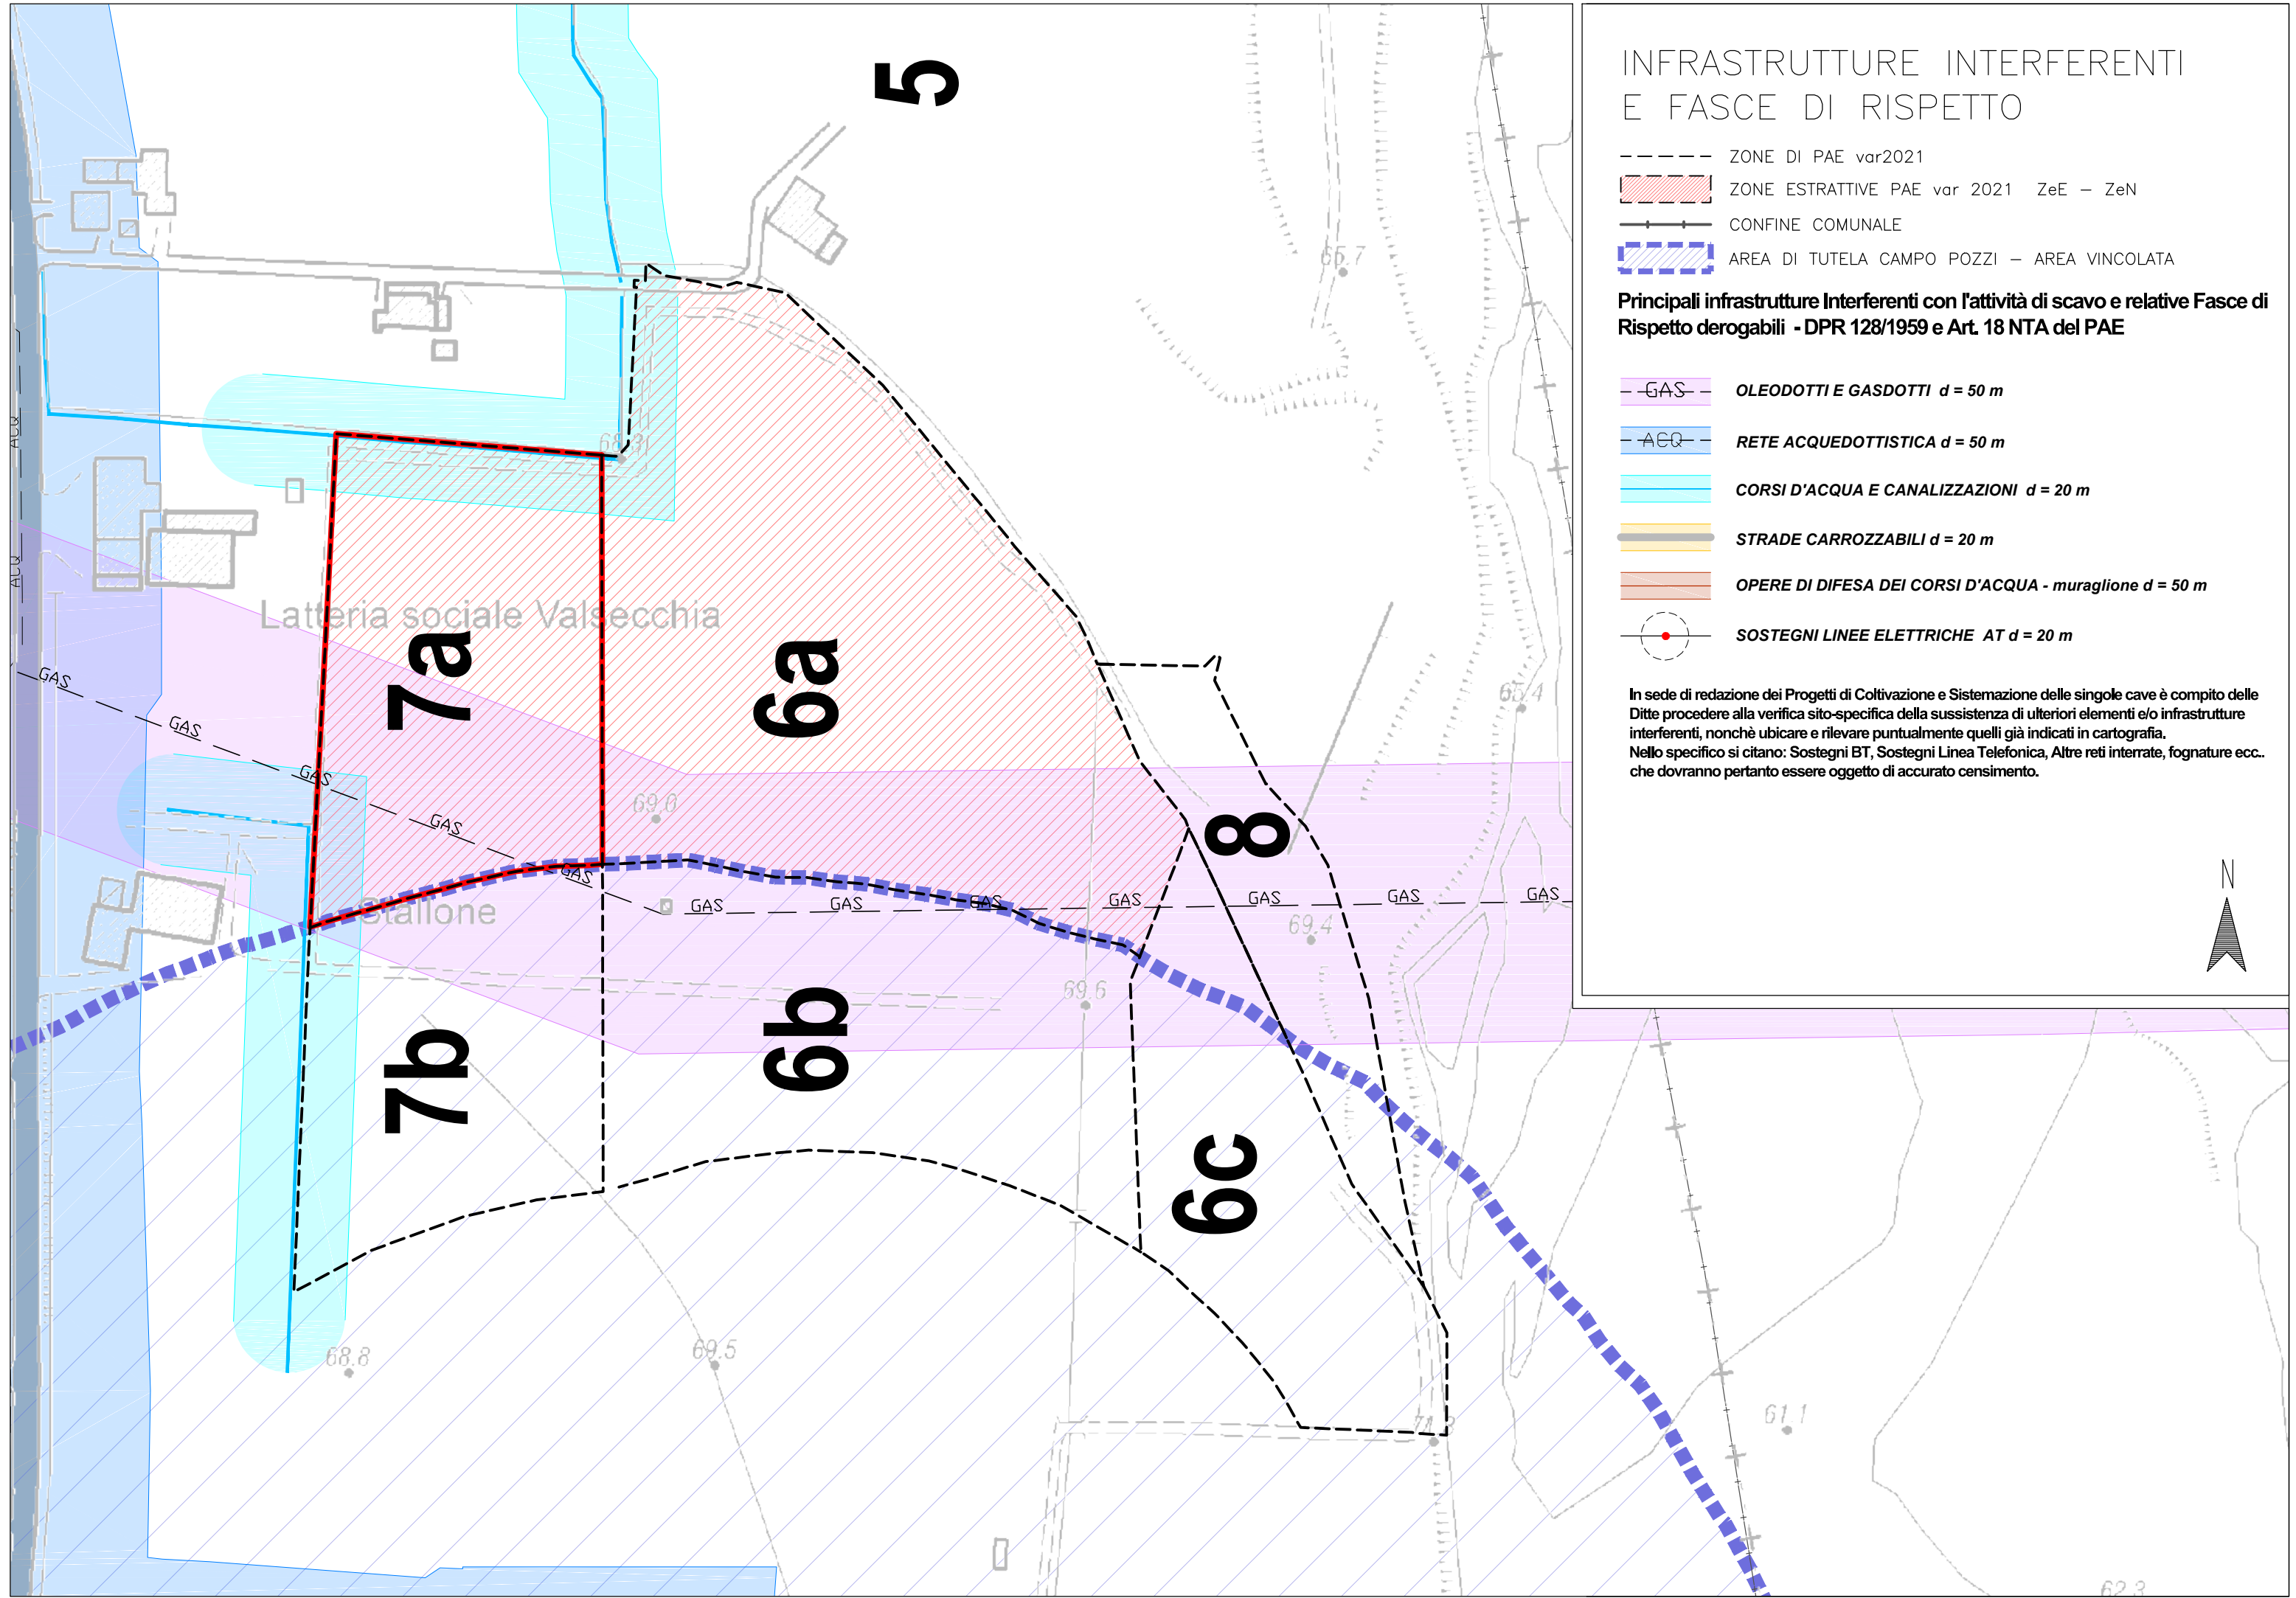 INFRASTRUTTURE INTERFERENTI
E FASCE DI RISPETTO
ZONE DI PAE var2021
ZONE ESTRATTIVE PAE var 2021 ZeE – ZeN
CONFINE COMUNALE
AREA DI TUTELA CAMPO POZZI – AREA VINCOLATA
Principali infrastrutture Interferenti con l'attività di scavo e relative Fasce di
Rispetto derogabili - DPR 128/1959 e Art. 18 NTA del PAE
GAS OLEODOTTI E GASDOTTI d = 50 m
ACQ RETE ACQUEDOTTISTICA d = 50 m
CORSI D'ACQUA E CANALIZZAZIONI d = 20 m
STRADE CARROZZABILI d = 20 m
OPERE DI DIFESA DEI CORSI D'ACQUA - muraglione d = 50 m
SOSTEGNI LINEE ELETTRICHE AT d = 20 m
In sede di redazione dei Progetti di Coltivazione e Sistemazione delle singole cave è compito delle
Ditte procedere alla verifica sito-specifica della sussistenza di ulteriori elementi e/o infrastrutture
interferenti, nonchè ubicare e rilevare puntualmente quelli già indicati in cartografia.
Nello specifico si citano: Sostegni BT, Sostegni Linea Telefonica, Altre reti interrate, fognature ecc..
che dovranno pertanto essere oggetto di accurato censimento.
N
5
65.7
ACQ
68.3
ACQ
Latteria sociale Valsecchia
7a
6a
GAS
65.4
GAS
GAS
69.0
GAS
8
GAS
Stallone
GAS
GAS
GAS
GAS
GAS
GAS
GAS
69.4
69.6
7b
6b
6c
68.8
69.5
71.3
61.1
62.3